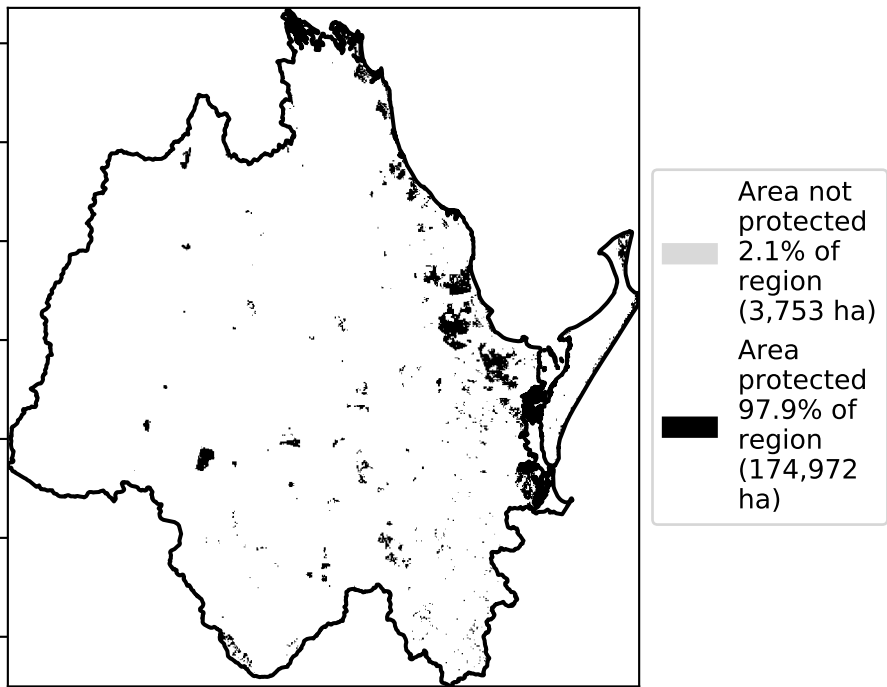 Area not
protected
2.1% of
region
(3,753 ha)
Area
protected
97.9% of
region
(174,972
ha)